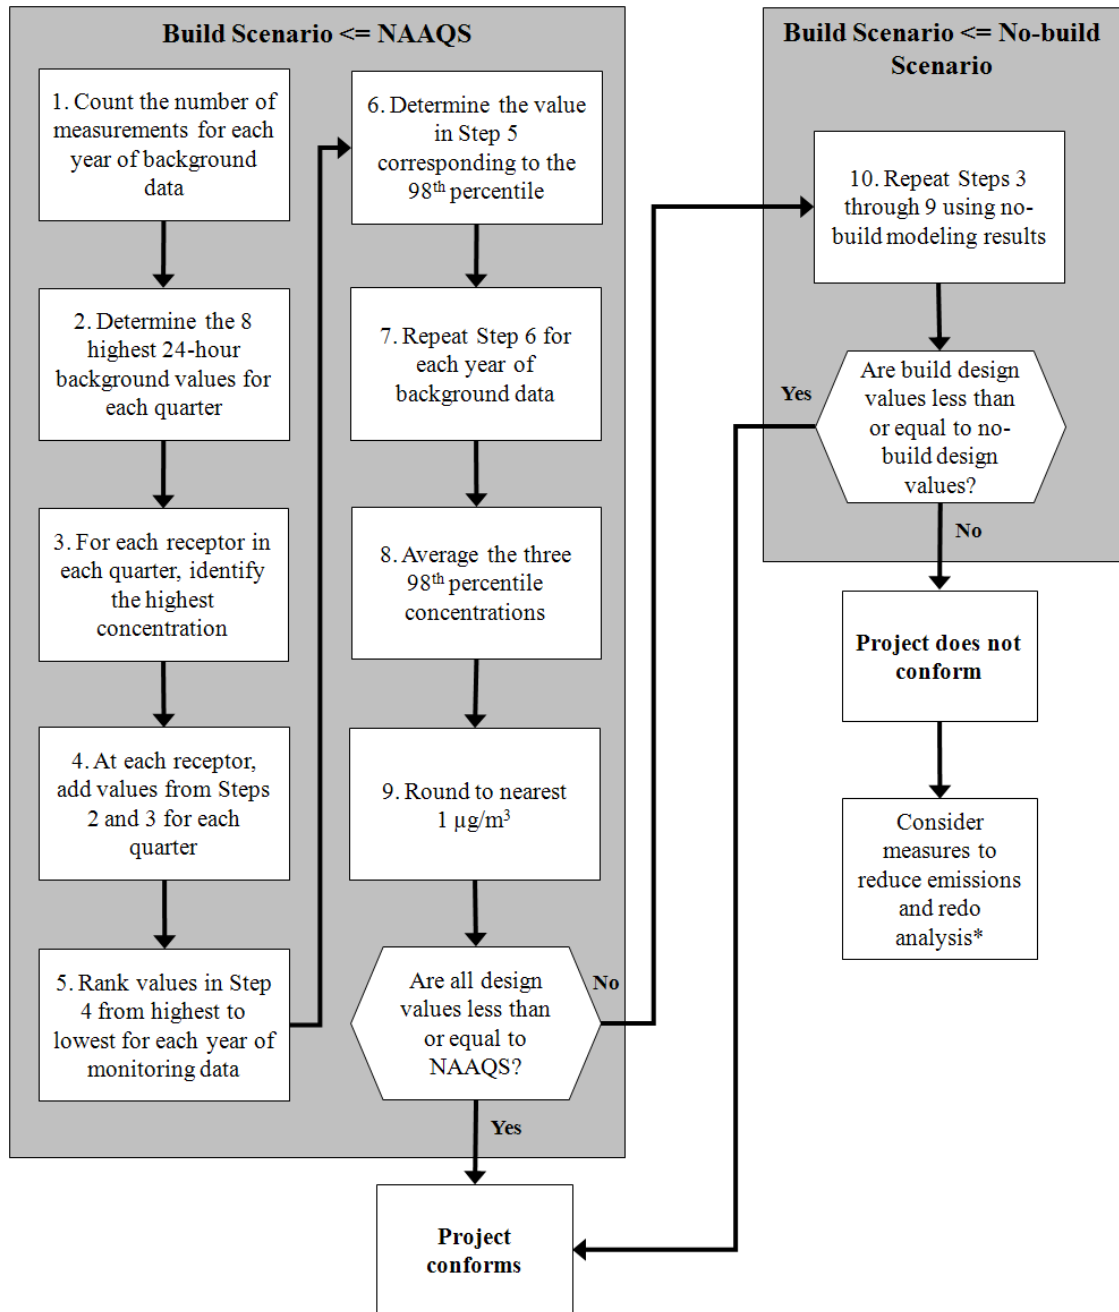 Build Scenario <= NAAQS
1. Count the number of
measurements for each
year of background
data
2. Determine the 8
highest 24-hour
background values for
each quarter
3. For each receptor in
each quarter, identify
the highest
concentration
4. At each receptor,
add values from Steps
2 and 3 for each
quarter
5. Rank values in Step
4 from highest to
lowest for each year of
monitoring data
6. Determine the value
in Step 5
corresponding to the
98th percentile
7. Repeat Step 6 for
each year of
background data
8. Average the three
98th percentile
concentrations
9. Round to nearest
1 µg/m³
Are all design
values less than
or equal to
NAAQS?
No
Yes
Project
conforms
Build Scenario <= No-build
Scenario
10. Repeat Steps 3
through 9 using no-
build modeling results
Are build design
values less than
or equal to no-
build design
values?
Yes
No
Project does not
conform
Consider
measures to
reduce emissions
and redo
analysis*